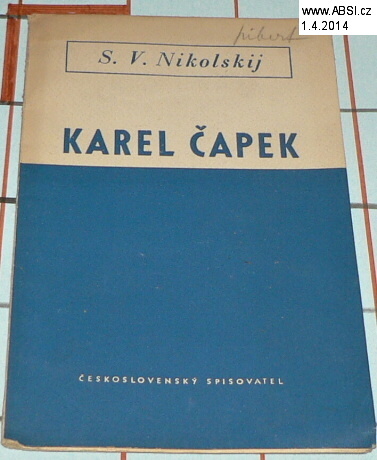 www.ABSI.cz
1.4.2014
S. V. Nikolskij
KAREL ČAPEK
ČESKOSLOVENSKÝ SPISOVATEL